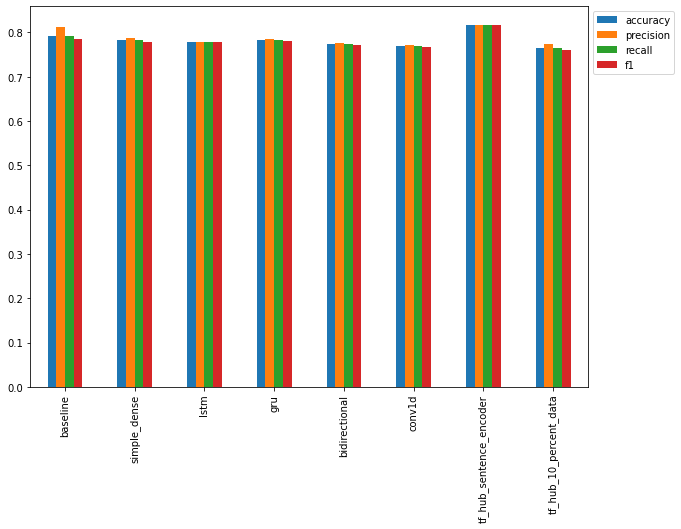 accuracy
precision
recall
f1
0.8
0.7
0.6
0.5
0.4
0.3
0.2
0.1
0.0
baseline
simple_dense
lstm
gru
bidirectional
conv1d
tf_hub_sentence_encoder
tf_hub_10_percent_data